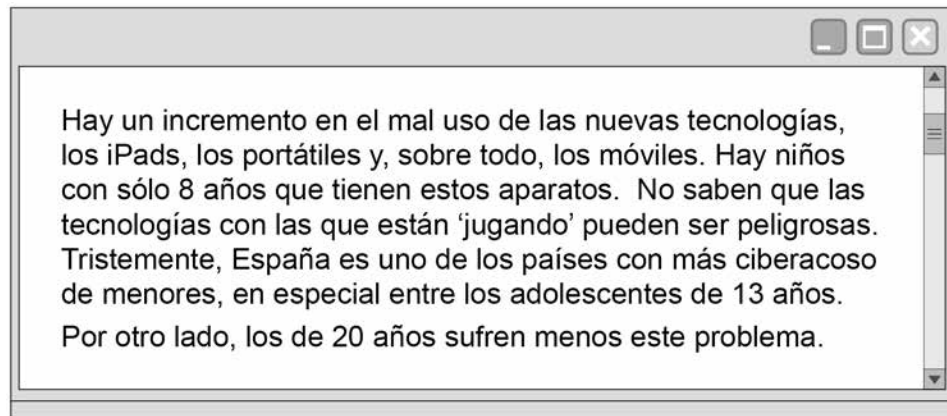 Hay un incremento en el mal uso de las nuevas tecnologías,
los iPads, los portátiles y, sobre todo, los móviles. Hay niños
con sólo 8 años que tienen estos aparatos.  No saben que las
tecnologías con las que están ‘jugando’ pueden ser peligrosas.
Tristemente, España es uno de los países con más ciberacoso
de menores, en especial entre los adolescentes de 13 años.
Por otro lado, los de 20 años sufren menos este problema.